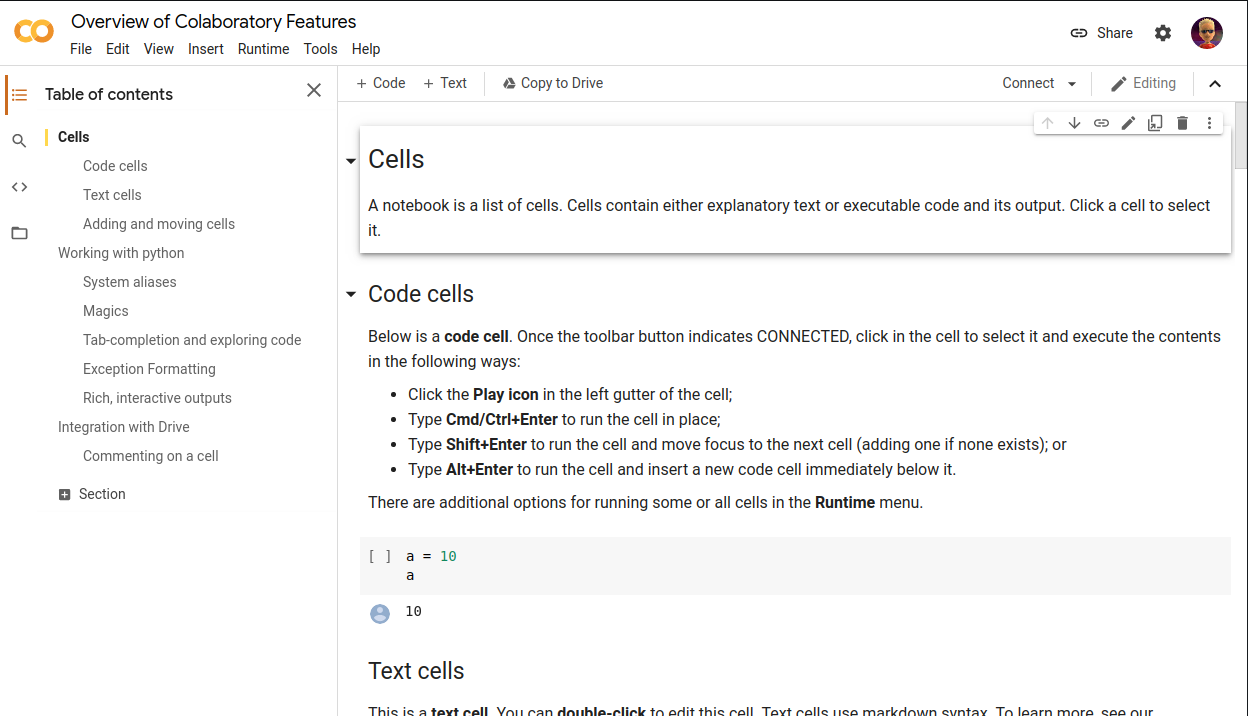 Overview of Colaboratory Features
File Edit View Insert Runtime Tools Help
Share
Table of contents
Cells
Code cells
Text cells
Adding and moving cells
Working with python
System aliases
Magics
Tab-completion and exploring code
Exception Formatting
Rich, interactive outputs
Integration with Drive
Commenting on a cell
Section
+ Code + Text Copy to Drive
Connect Editing
Cells
A notebook is a list of cells. Cells contain either explanatory text or executable code and its output. Click a cell to select
it.
Code cells
Below is a code cell. Once the toolbar button indicates CONNECTED, click in the cell to select it and execute the contents
in the following ways:
• Click the Play icon in the left gutter of the cell;
• Type Cmd/Ctrl+Enter to run the cell in place;
• Type Shift+Enter to run the cell and move focus to the next cell (adding one if none exists); or
• Type Alt+Enter to run the cell and insert a new code cell immediately below it.
There are additional options for running some or all cells in the Runtime menu.
[ ] a = 10
a
10
Text cells
This is a text cell. You can double-click to edit this cell. Text cells use markdown syntax. To learn more, see our